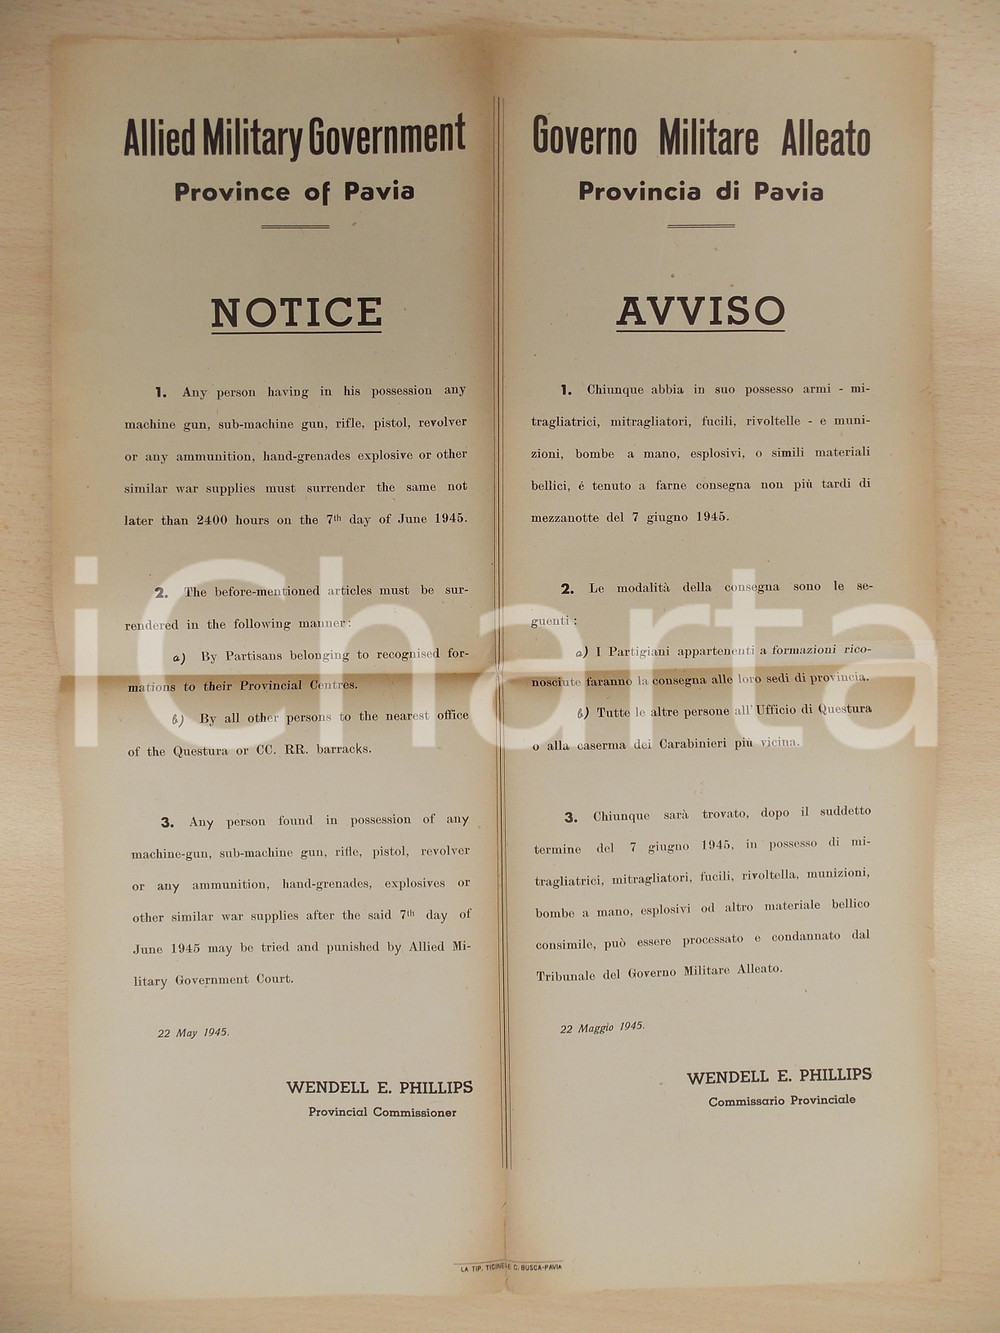 Allied Military Government
Province of Pavia
NOTICE
1. Any person having in his possession any
machine gun, sub-machine gun, rifle, pistol, revolver
or any ammunition, hand-grenades explosive or other
similar war supplies must surrender the same not
later than 2400 hours on the 7th day of June 1945.
2. The before-mentioned articles must be sur-
rendered in the following manner:
a) By Partisans belonging to recognised for-
mations to their Provincial Centres.
b) By all other persons to the nearest office
of the Questura or CC. RR. barracks.
3. Any person found in possession of any
machine-gun, sub-machine gun, rifle, pistol, revolver
or any ammunition, hand-grenades, explosives or
other similar war supplies after the said 7th day of
June 1945 may be tried and punished by Allied Mi-
litary Government Court.
22 May 1945.
WENDELL E. PHILLIPS
Provincial Commissioner
Governo Militare Alleato
Provincia di Pavia
AVVISO
1. Chiunque abbia in suo possesso armi - mi-
tragliatrici, mitragliatori, fucili, rivoltelle - e muni-
zioni, bombe a mano, esplosivi, o simili materiali
bellici, é tenuto a farne consegna non più tardi di
mezzanotte del 7 giugno 1945.
2. Le modalità della consegna sono le se-
guenti:
a) I Partigiani appartenenti a formazioni rico-
nosciute faranno la consegna alle loro sedi di provincia.
b) Tutte le altre persone all'Ufficio di Questura
o alla caserma dei Carabinieri più vicina.
3. Chiunque sarà trovato, dopo il suddetto
termine del 7 giugno 1945, in possesso di mi-
tragliatrici, mitragliatori, fucili, rivoltella, munizioni,
bombe a mano, esplosivi od altro materiale bellico
consimile, può essere processato e condannato dal
Tribunale del Governo Militare Alleato.
22 Maggio 1945.
WENDELL E. PHILLIPS
Commissario Provinciale
LA TIP. TICINESE C. BUSCA-PAVIA
iCharta